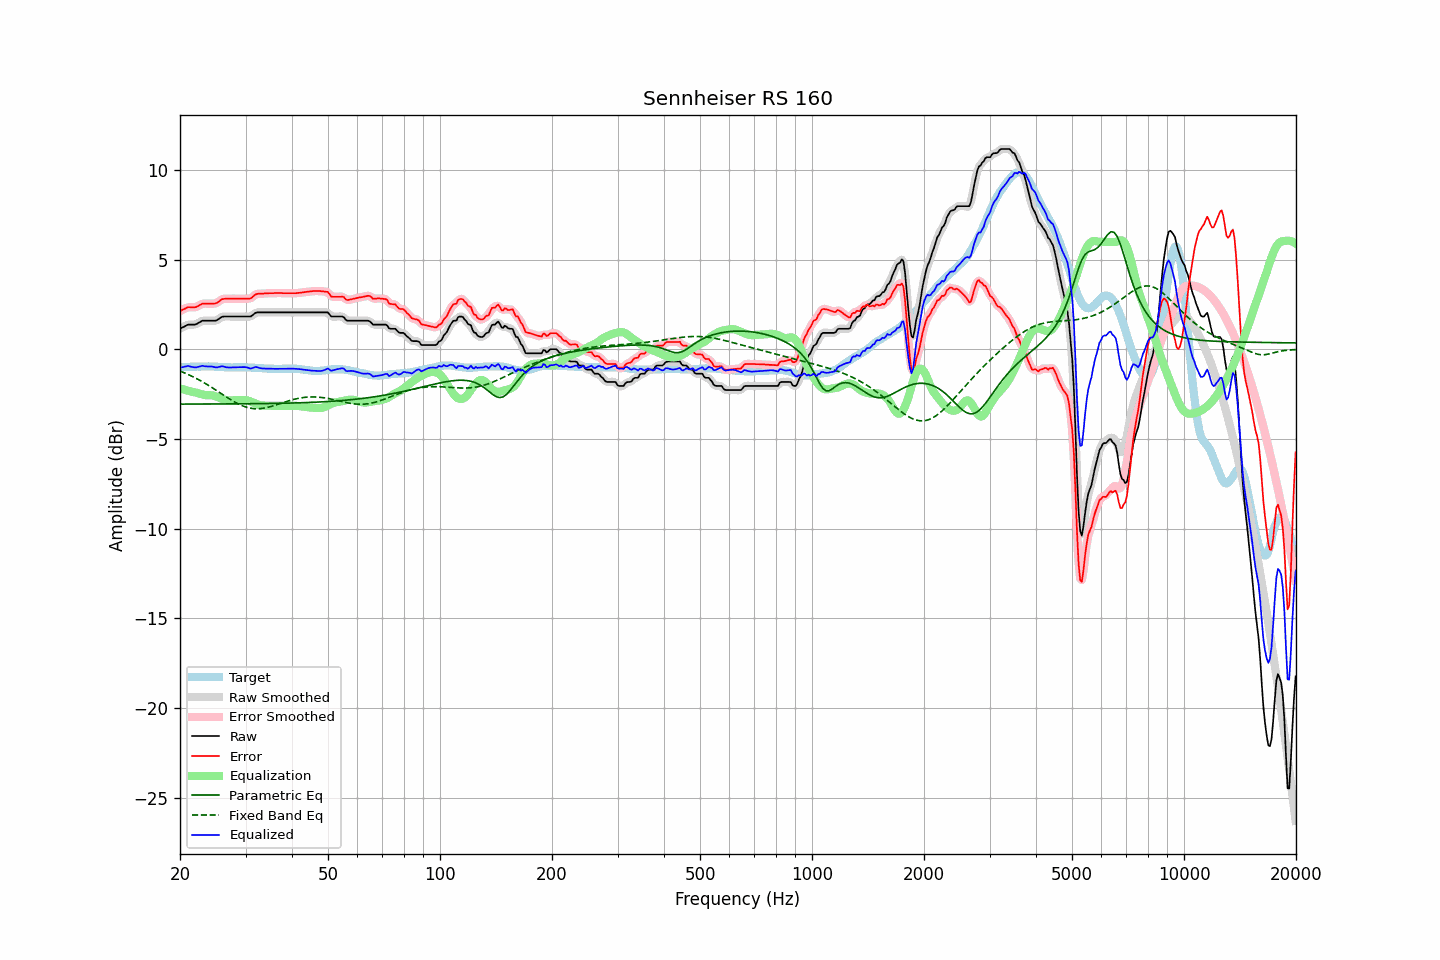 Sennheiser RS 160
Amplitude (dBr)
10
5
0
−5
−10
−15
−20
−25
Target
Raw Smoothed
Error Smoothed
Raw
Error
Equalization
Parametric Eq
Fixed Band Eq
Equalized
20 50 100 200 500 1000 2000 5000 10000 20000
Frequency (Hz)